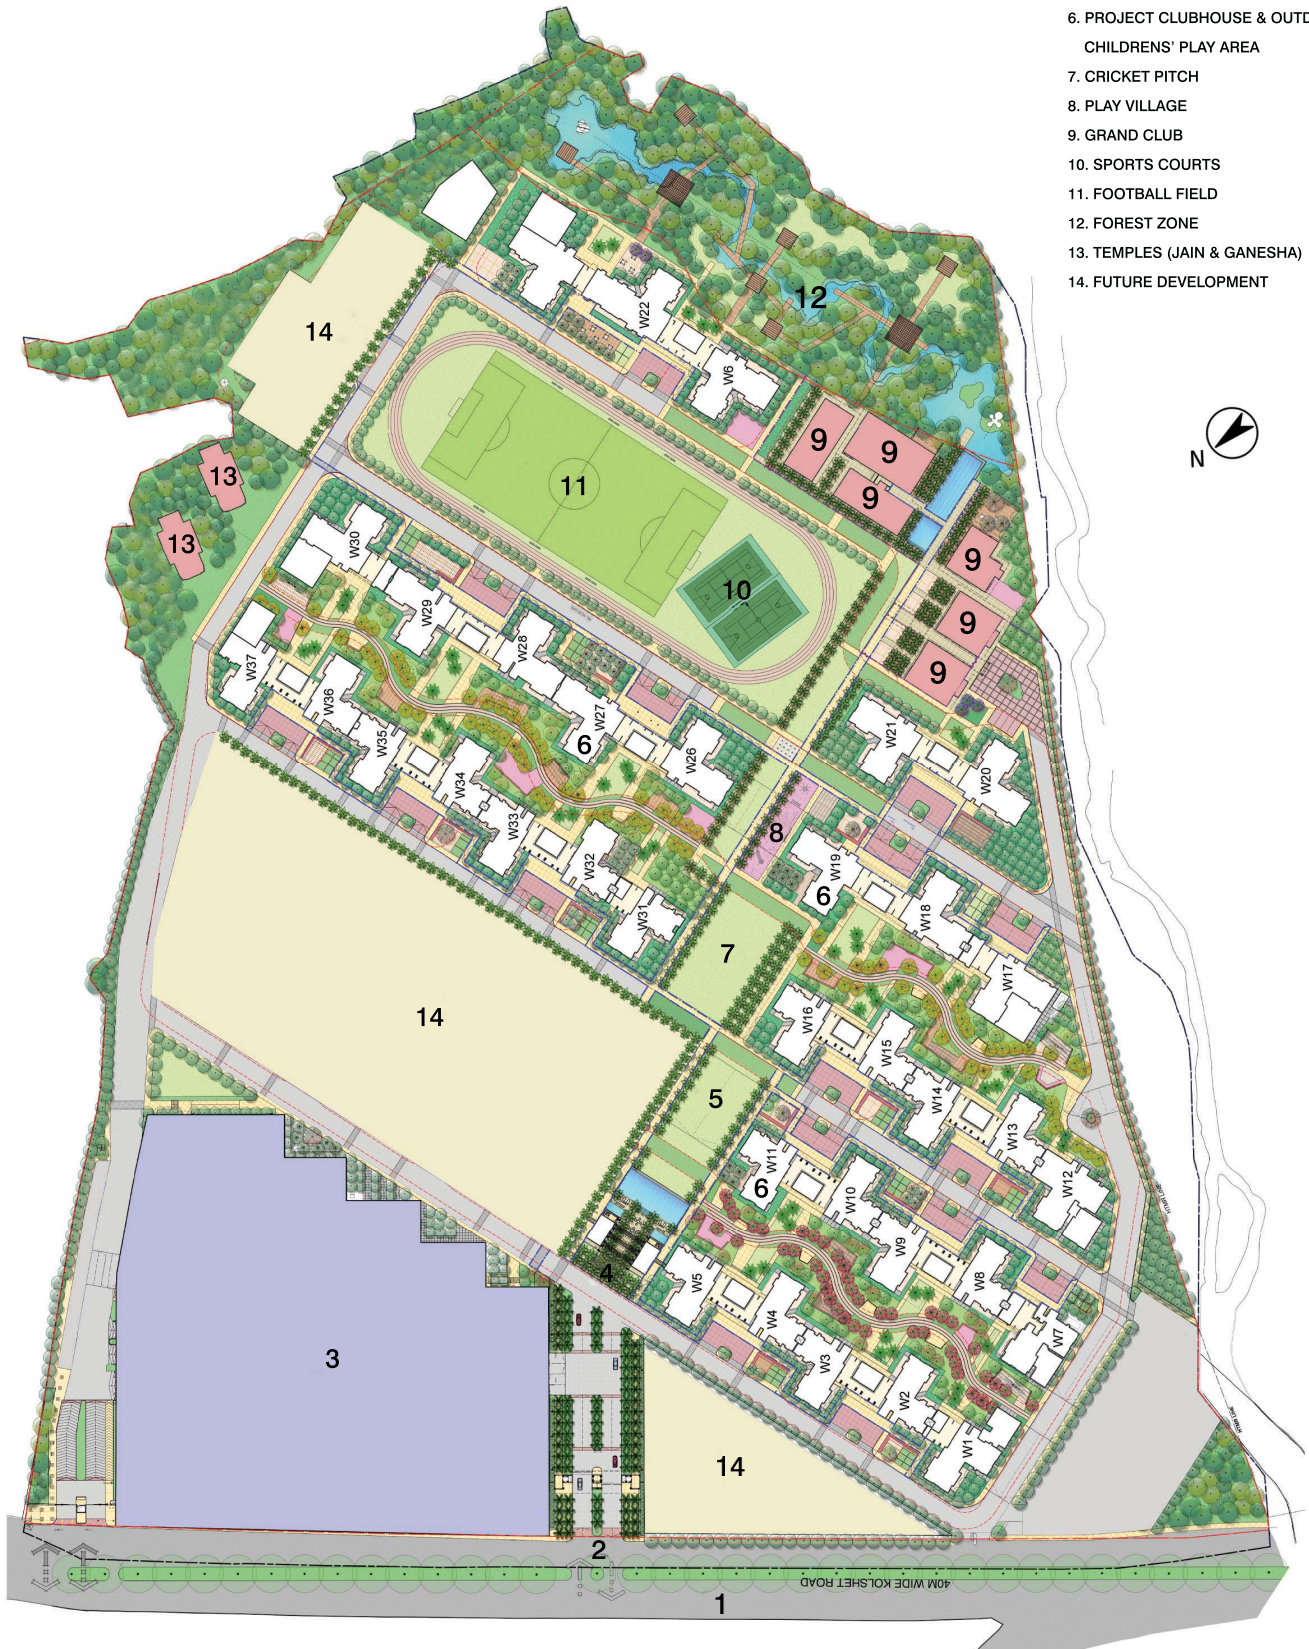 6. PROJECT CLUBHOUSE & OUTD
CHILDRENS' PLAY AREA
7. CRICKET PITCH
8. PLAY VILLAGE
9. GRAND CLUB
10. SPORTS COURTS
11. FOOTBALL FIELD
12. FOREST ZONE
13. TEMPLES (JAIN & GANESHA)
14. FUTURE DEVELOPMENT
N
12
14
W22
W6
9
9
9
13
13
11
10
9
9
9
W30
W29
W28
W27
6
W26
W37
W36
W35
W34
W33
W32
W31
W21
W20
8
W19
6
W18
W17
7
W16
W15
W14
W13
W12
14
5
W11
6
W10
W9
W8
W7
4
W5
W4
W3
W2
W1
3
14
2
40M WIDE KOLSHET ROAD
1